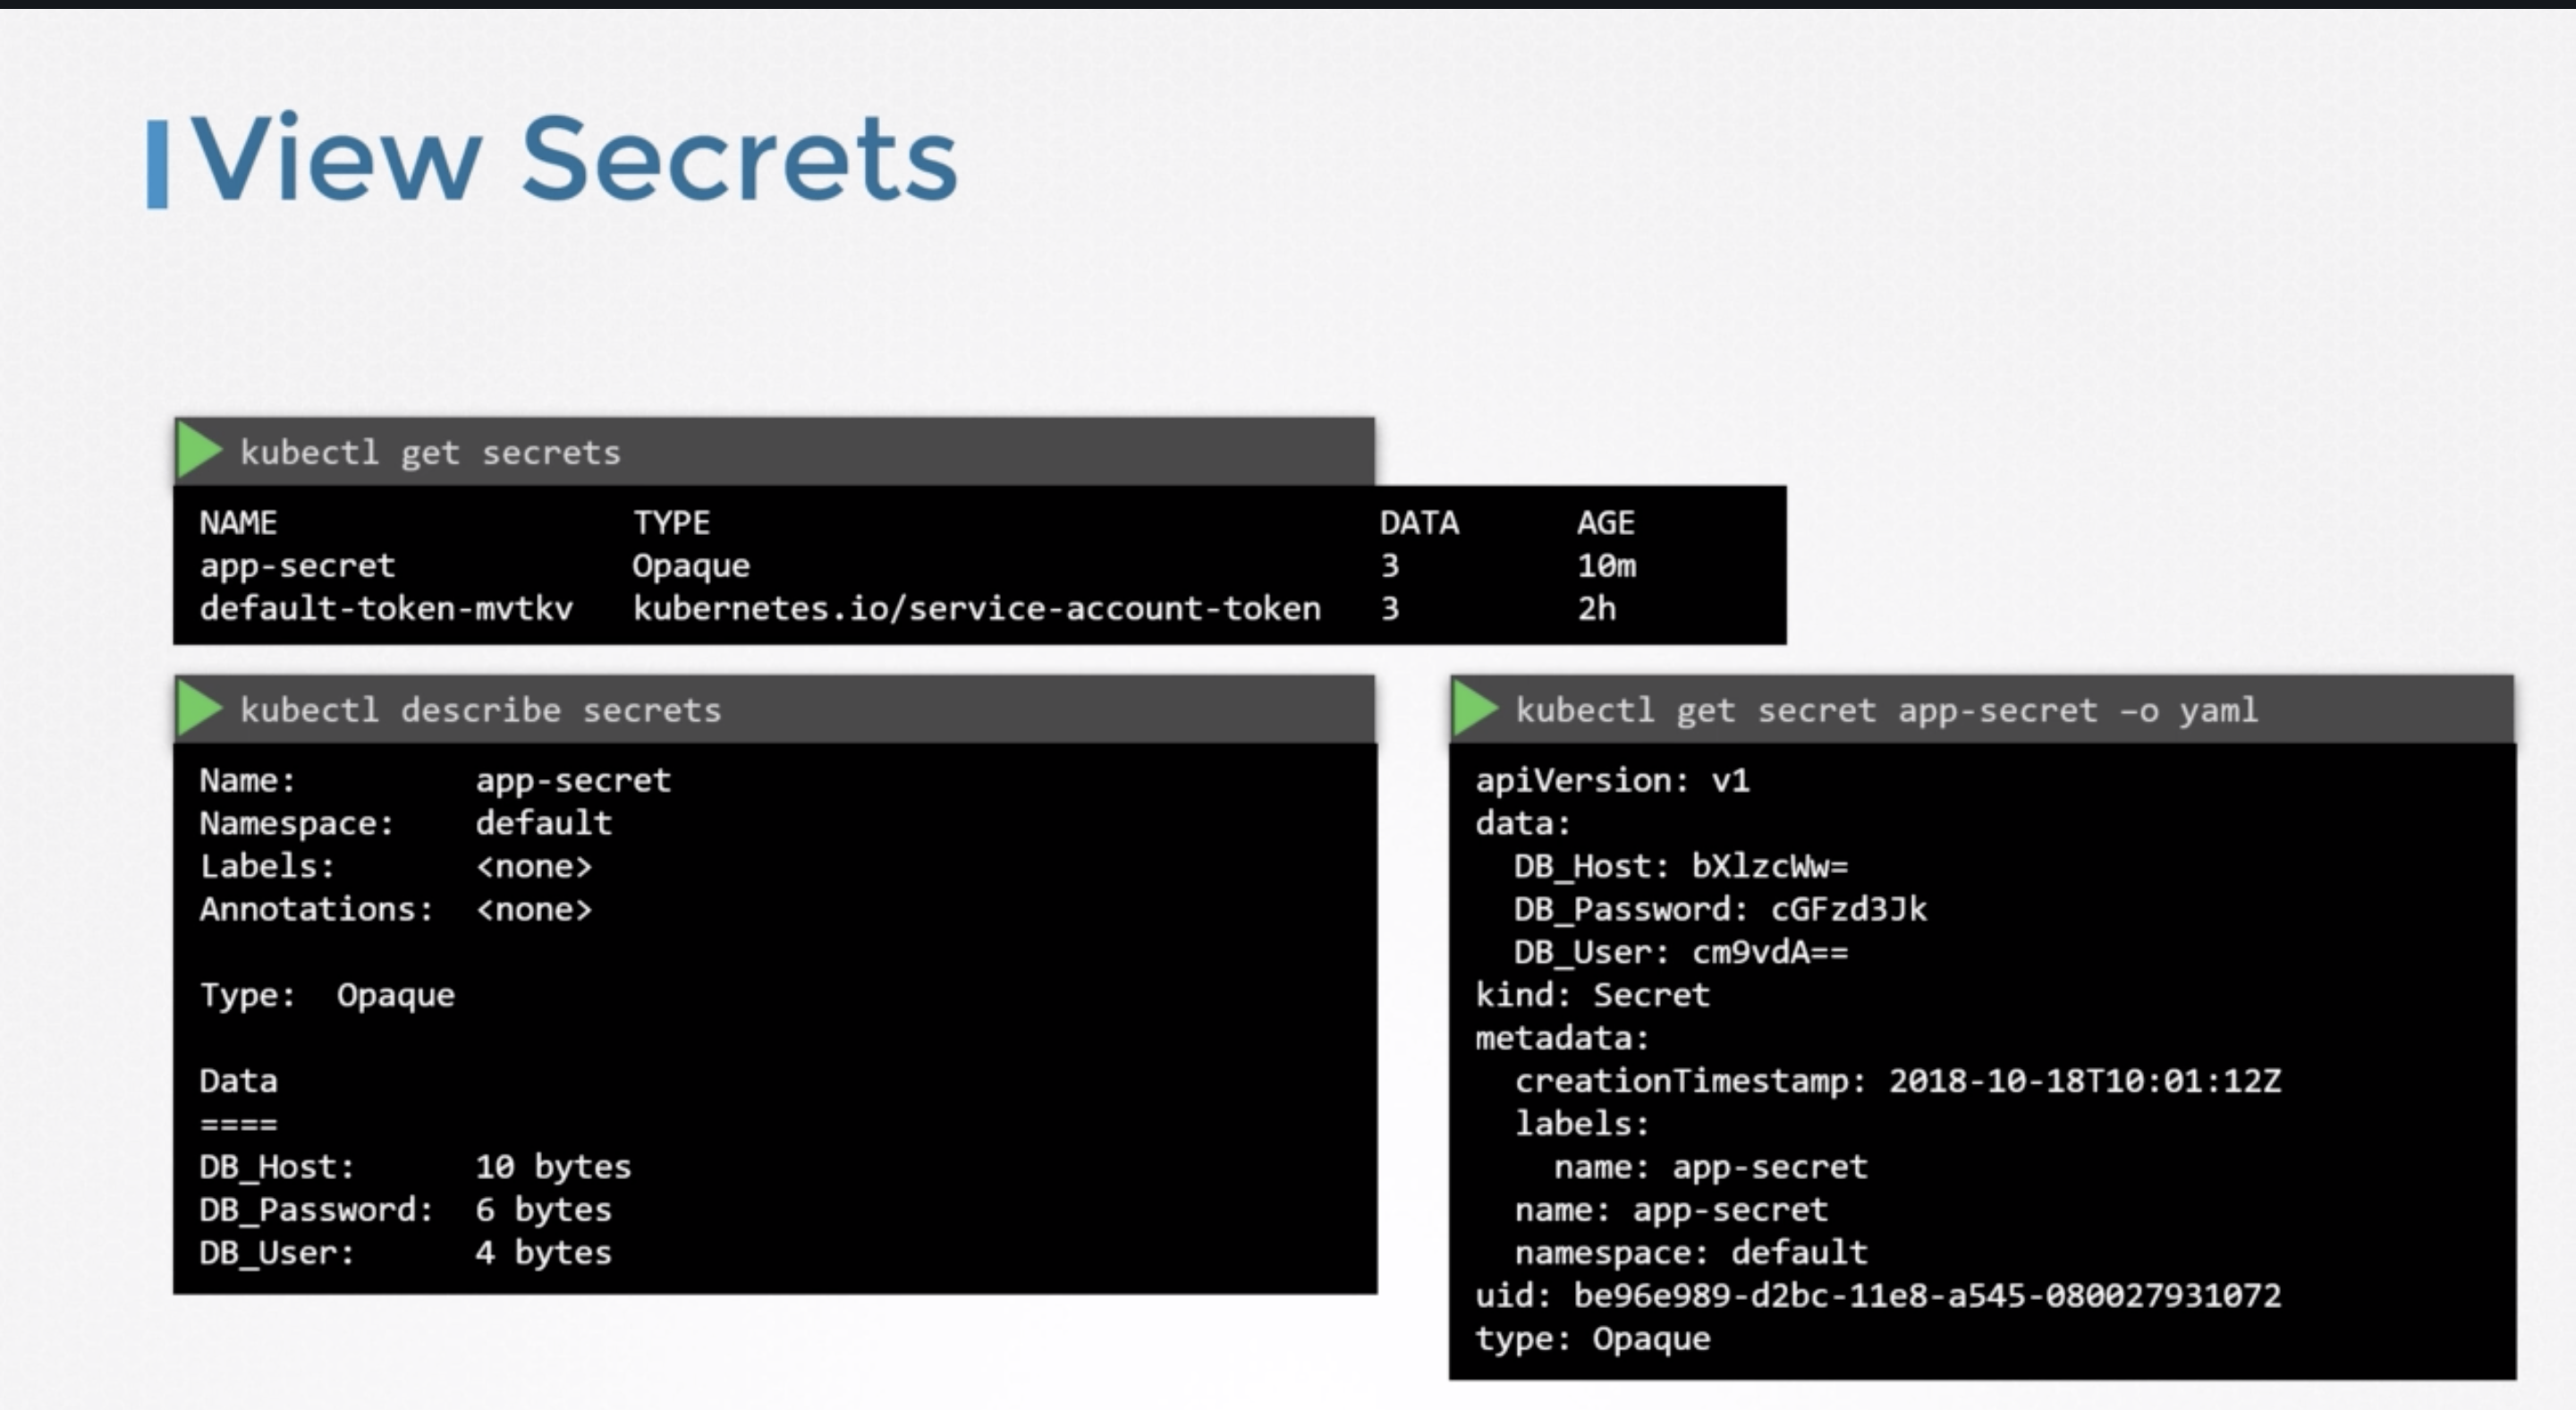 View Secrets
kubectl get secrets
NAME TYPE DATA AGE
app-secret Opaque 3 10m
default-token-mvtkv kubernetes.io/service-account-token 3 2h
kubectl describe secrets
Name: app-secret
Namespace: default
Labels: <none>
Annotations: <none>
Type: Opaque
Data
====
DB_Host: 10 bytes
DB_Password: 6 bytes
DB_User: 4 bytes
kubectl get secret app-secret –o yaml
apiVersion: v1
data:
DB_Host: bXlzcWw=
DB_Password: cGFzd3Jk
DB_User: cm9vdA==
kind: Secret
metadata:
creationTimestamp: 2018-10-18T10:01:12Z
labels:
name: app-secret
name: app-secret
namespace: default
uid: be96e989-d2bc-11e8-a545-080027931072
type: Opaque